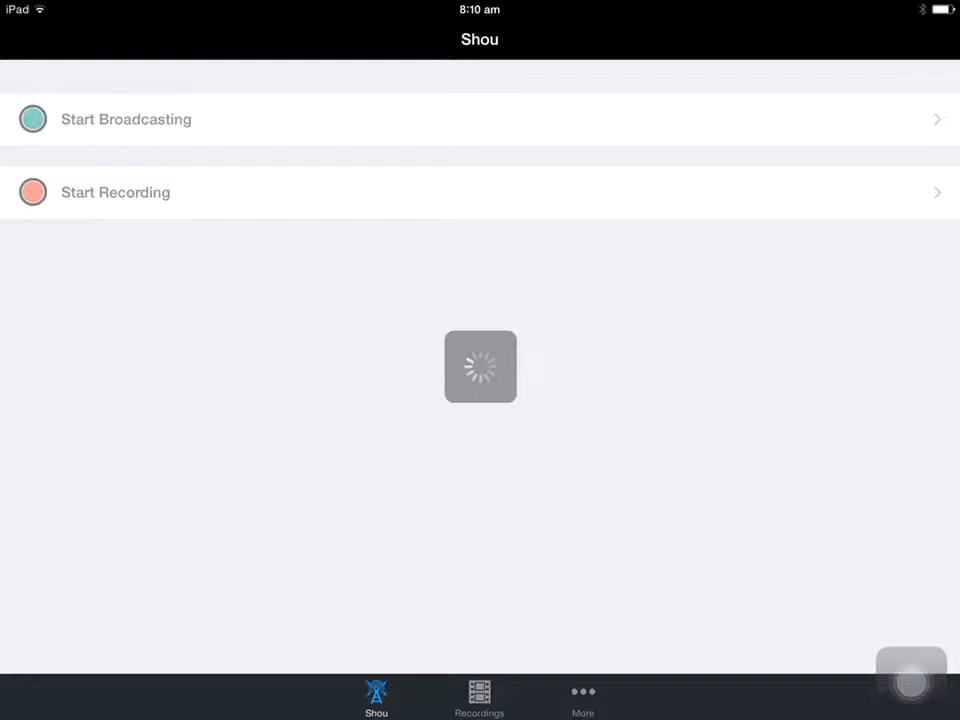 iPad 8:10 am
Shou
Start Broadcasting
Start Recording
Shou Recordings More